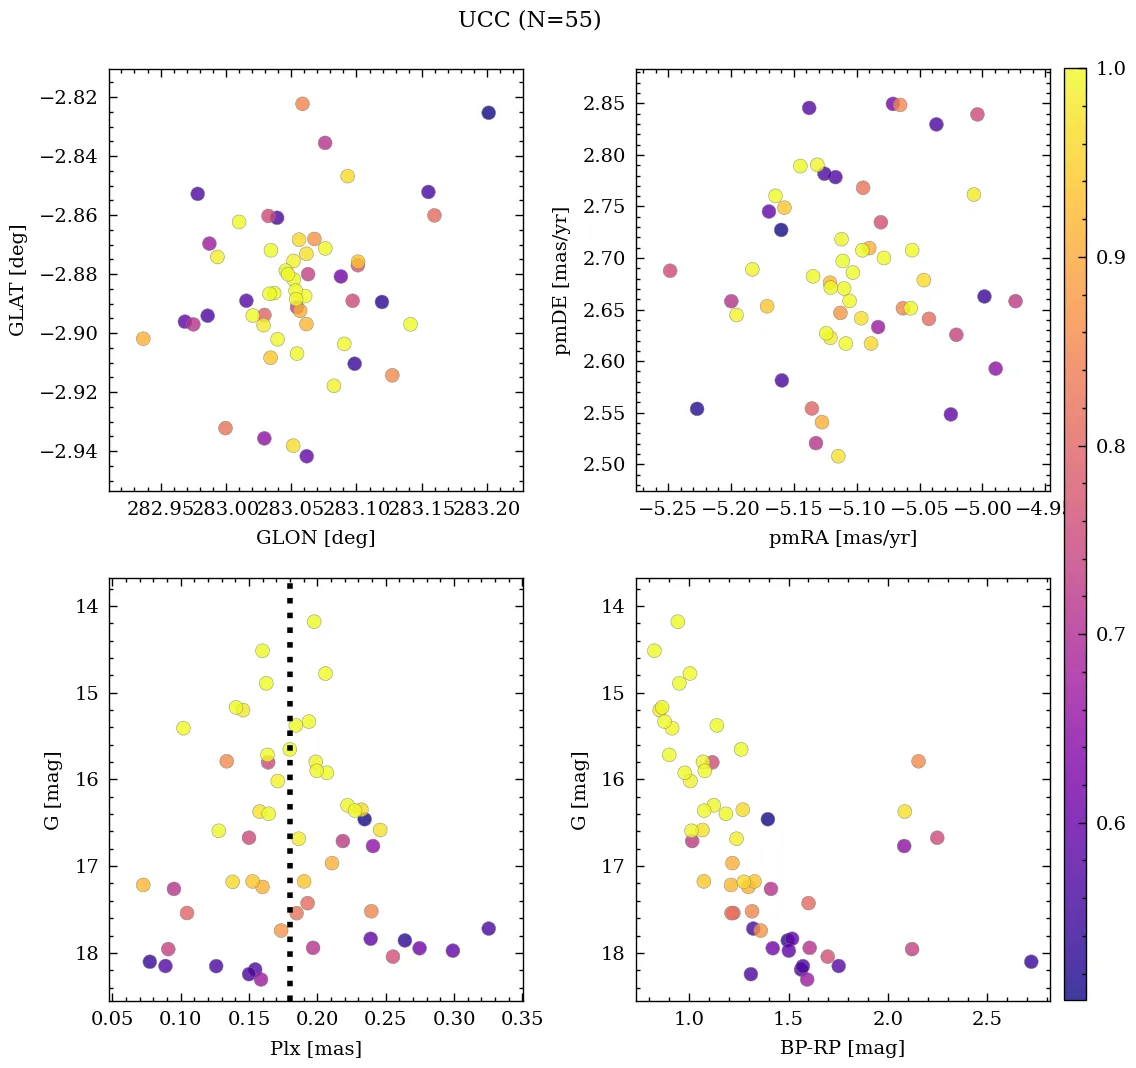 UCC (N=55)
−2.82
−2.84
−2.86
−2.88
−2.90
−2.92
−2.94
GLAT [deg]
282.95 283.00 283.05 283.10 283.15 283.20
GLON [deg]
2.85
2.80
2.75
2.70
2.65
2.60
2.55
2.50
pmDE [mas/yr]
−5.25 −5.20 −5.15 −5.10 −5.05 −5.00 −4.9
pmRA [mas/yr]
14
15
16
17
18
G [mag]
0.05 0.10 0.15 0.20 0.25 0.30 0.35
Plx [mas]
14
15
16
17
18
G [mag]
1.0 1.5 2.0 2.5
BP-RP [mag]
1.0
0.9
0.8
0.7
0.6